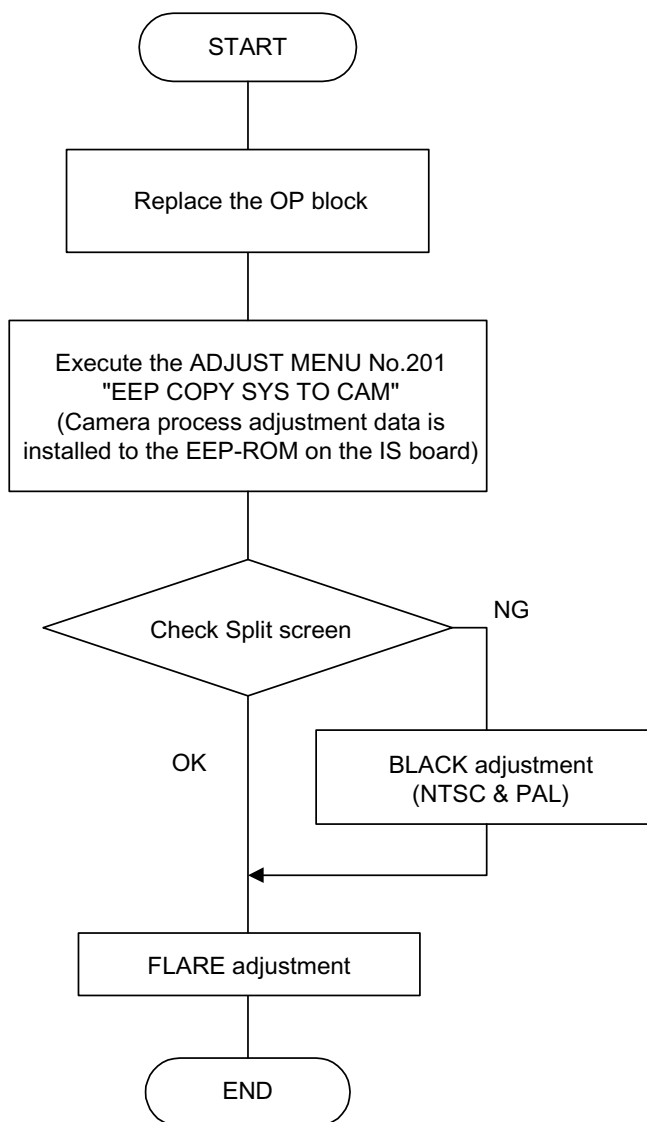 START
Replace the OP block
Execute the ADJUST MENU No.201
"EEP COPY SYS TO CAM"
(Camera process adjustment data is
installed to the EEP-ROM on the IS board)
Check Split screen
NG
OK
BLACK adjustment
(NTSC & PAL)
FLARE adjustment
END